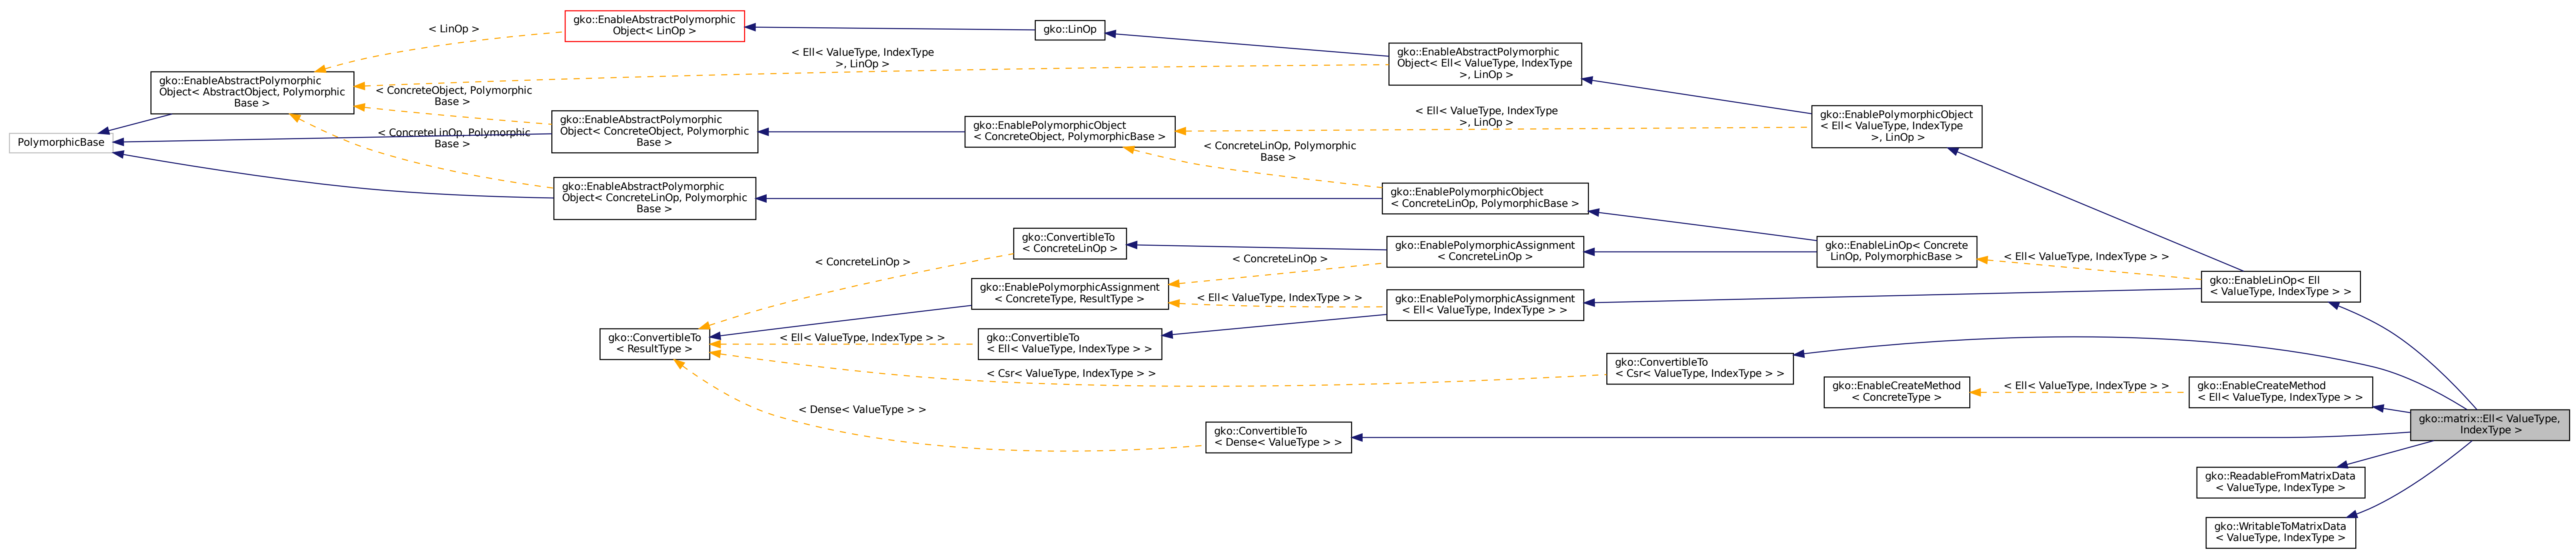 gko::EnableAbstractPolymorphic
Object< LinOp >
< LinOp >
gko::LinOp
< Ell< ValueType, IndexType
>, LinOp >
gko::EnableAbstractPolymorphic
Object< Ell< ValueType, IndexType
>, LinOp >
gko::EnableAbstractPolymorphic
Object< AbstractObject, Polymorphic
Base >
< ConcreteObject, Polymorphic
Base >
gko::EnableAbstractPolymorphic
Object< ConcreteObject, Polymorphic
Base >
gko::EnablePolymorphicObject
< ConcreteObject, PolymorphicBase >
< Ell< ValueType, IndexType
>, LinOp >
gko::EnablePolymorphicObject
< Ell< ValueType, IndexType
>, LinOp >
PolymorphicBase
< ConcreteLinOp, Polymorphic
Base >
< ConcreteLinOp, Polymorphic
Base >
gko::EnableAbstractPolymorphic
Object< ConcreteLinOp, Polymorphic
Base >
gko::EnablePolymorphicObject
< ConcreteLinOp, PolymorphicBase >
gko::ConvertibleTo
< ConcreteLinOp >
gko::EnablePolymorphicAssignment
< ConcreteLinOp >
gko::EnableLinOp< Concrete
LinOp, PolymorphicBase >
< Ell< ValueType, IndexType > >
< ConcreteLinOp >
< ConcreteLinOp >
gko::EnablePolymorphicAssignment
< ConcreteType, ResultType >
< Ell< ValueType, IndexType > >
gko::EnablePolymorphicAssignment
< Ell< ValueType, IndexType > >
gko::EnableLinOp< Ell
< ValueType, IndexType > >
gko::ConvertibleTo
< ResultType >
< Ell< ValueType, IndexType > >
gko::ConvertibleTo
< Ell< ValueType, IndexType > >
< Csr< ValueType, IndexType > >
gko::ConvertibleTo
< Csr< ValueType, IndexType > >
gko::EnableCreateMethod
< ConcreteType >
< Ell< ValueType, IndexType > >
gko::EnableCreateMethod
< Ell< ValueType, IndexType > >
< Dense< ValueType > >
gko::ConvertibleTo
< Dense< ValueType > >
gko::matrix::Ell< ValueType,
IndexType >
gko::ReadableFromMatrixData
< ValueType, IndexType >
gko::WritableToMatrixData
< ValueType, IndexType >